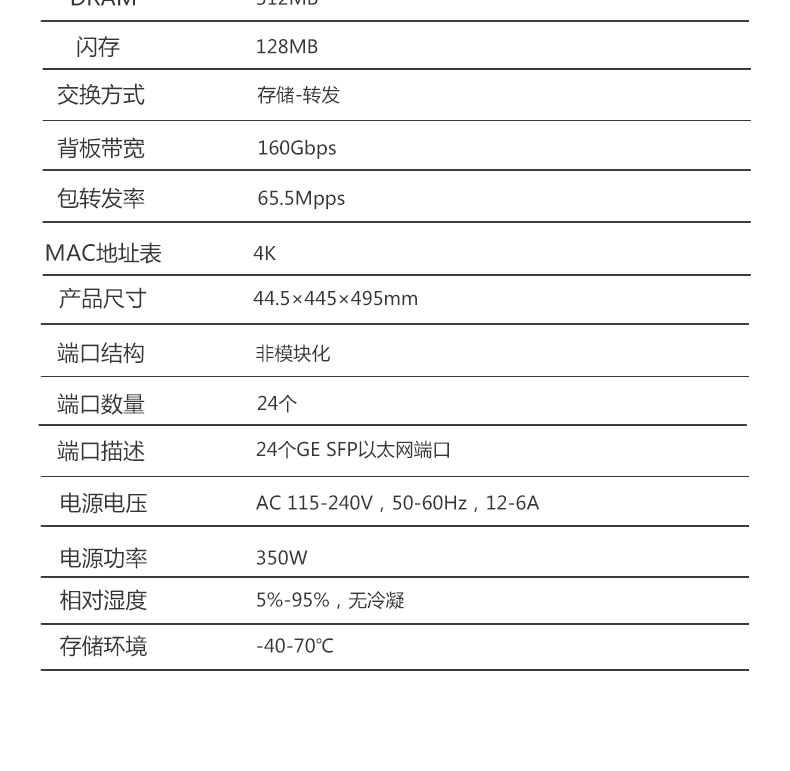 DRAM 512MB
闪存 128MB
交换方式 存储-转发
背板带宽 160Gbps
包转发率 65.5Mpps
MAC地址表 4K
产品尺寸 44.5×445×495mm
端口结构 非模块化
端口数量 24个
端口描述 24个GE SFP以太网端口
电源电压 AC 115-240V，50-60Hz，12-6A
电源功率 350W
相对湿度 5%-95%，无冷凝
存储环境 -40-70℃